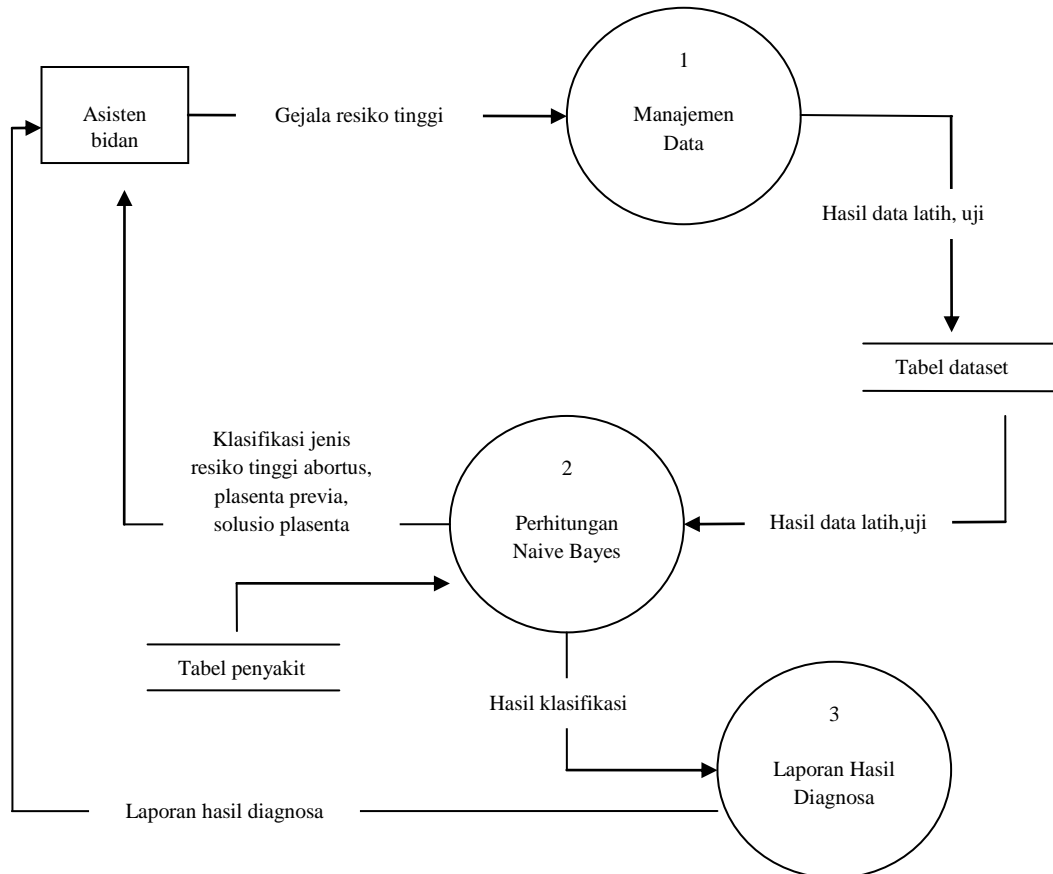 1
Asisten
bidan
Gejala resiko tinggi
Manajemen
Data
Hasil data latih, uji
Tabel dataset
Klasifikasi jenis
resiko tinggi abortus,
plasenta previa,
solusio plasenta
2
Perhitungan
Naive Bayes
Hasil data latih,uji
Tabel penyakit
Hasil klasifikasi
3
Laporan Hasil
Diagnosa
Laporan hasil diagnosa